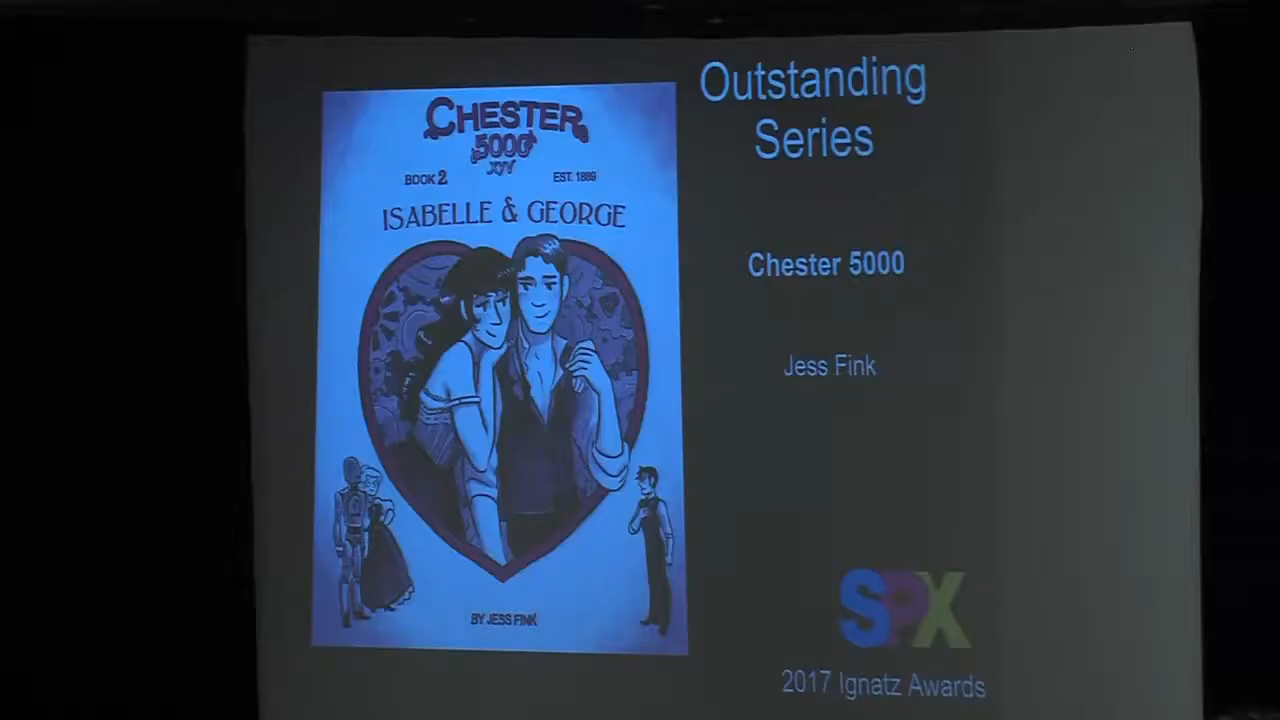 CHESTER
5000
XYV
BOOK 2
EST. 1889
ISABELLE & GEORGE
BY JESS FINK
Outstanding
Series
Chester 5000
Jess Fink
SPX
2017 Ignatz Awards